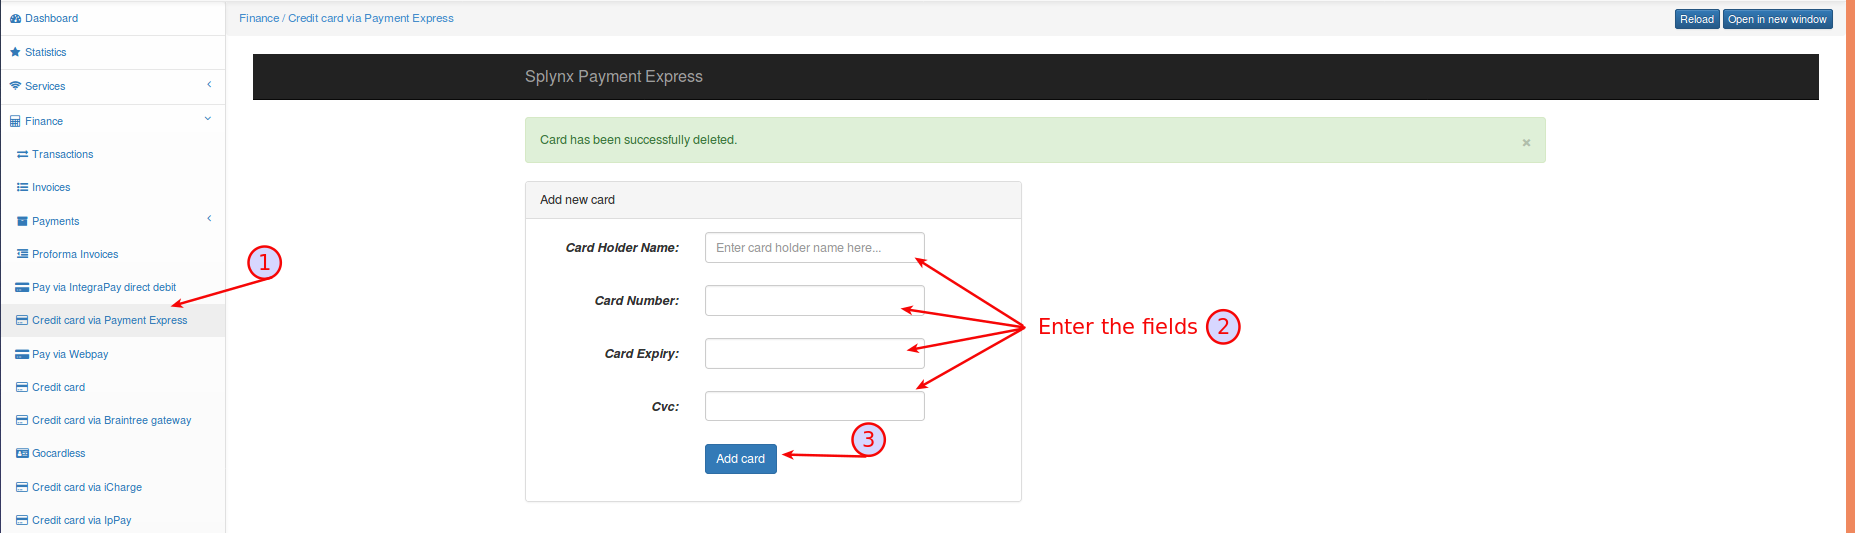 Dashboard
Finance / Credit card via Payment Express
Reload
Open in new window
Statistics
Services
Finance
Transactions
Invoices
Payments
Proforma Invoices
Pay via IntegraPay direct debit
Credit card via Payment Express
Pay via Webpay
Credit card
Credit card via Braintree gateway
Gocardless
Credit card via iCharge
Credit card via IpPay
1
Splynx Payment Express
Card has been successfully deleted.
×
Add new card
Card Holder Name:
Enter card holder name here...
Card Number:
Card Expiry:
Cvc:
Enter the fields 2
3
Add card